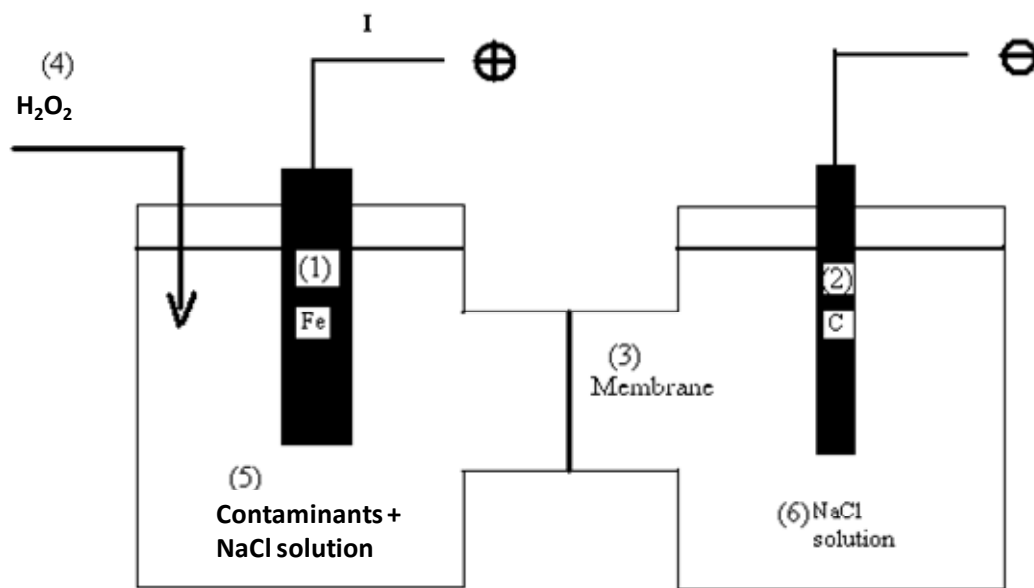 I
(4)
H₂O₂
(1)
Fe
(2)
C
(3)
Membrane
(5)
Contaminants +
NaCl solution
(6) NaCl
solution